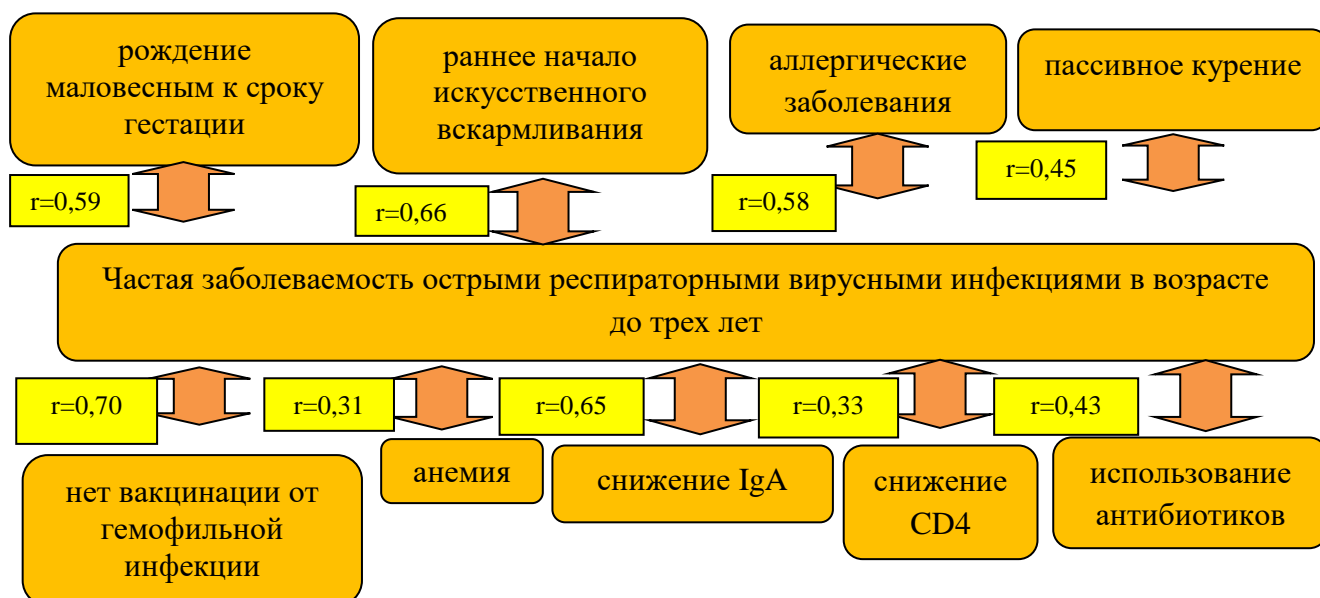 рождение
маловесным к сроку
гестации
раннее начало
искусственного
вскармливания
аллергические
заболевания
пассивное курение
r=0,59
r=0,66
r=0,58
r=0,45
Частая заболеваемость острыми респираторными вирусными инфекциями в возрасте
до трех лет
r=0,70
r=0,31
r=0,65
r=0,33
r=0,43
нет вакцинации от
гемофильной
инфекции
анемия
снижение IgA
снижение
CD4
использование
антибиотиков